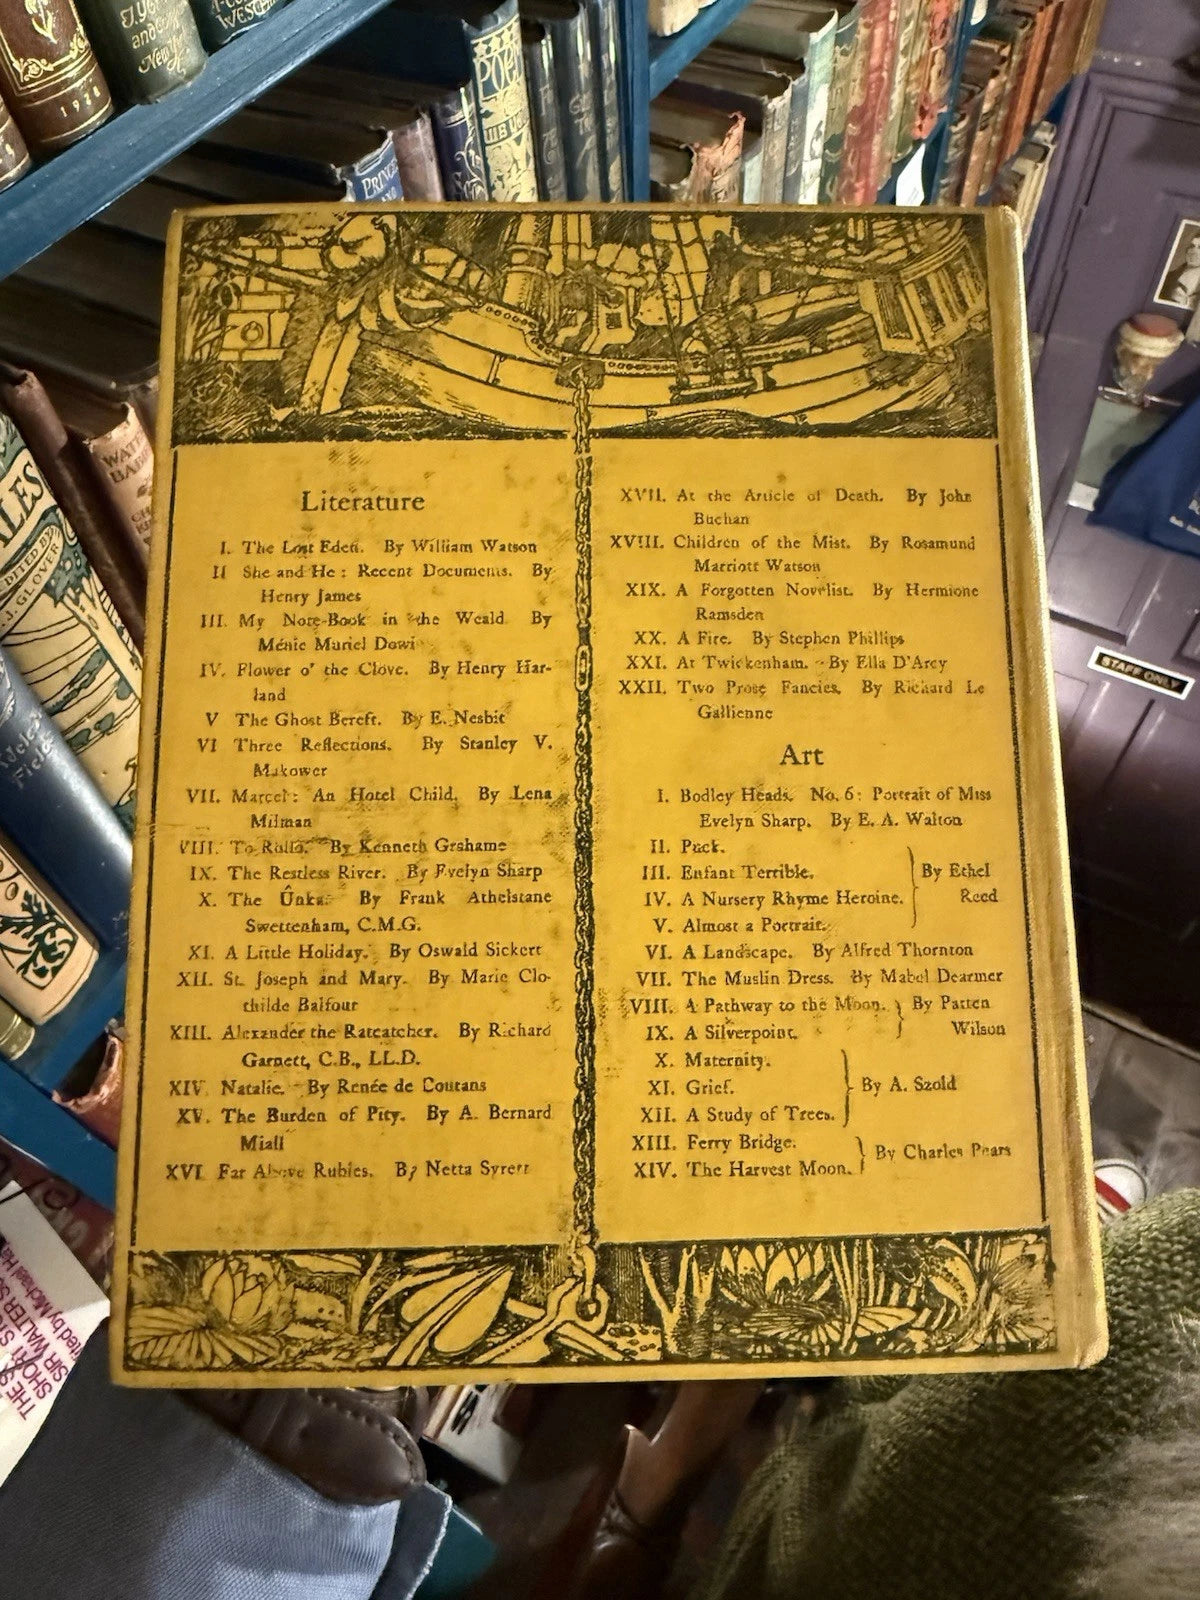 Literature
I. The Lost Eden. By William Watson
II She and He: Recent Documents. By
Henry James
III. My Note-Book in the Weald By
Ménie Muriel Dowie
IV. Flower o' the Clove. By Henry Har-
land
V The Ghost Bereft. By E. Nesbit
VI Three Reflections. By Stanley V.
Makower
VII. Marcel: An Hotel Child. By Lena
Milman
VIII. To Rollo. By Kenneth Grahame
IX. The Restless River. By Evelyn Sharp
X. The Ûnka. By Frank Athelstane
Swettenham, C.M.G.
XI. A Little Holiday. By Oswald Sickert
XII. St. Joseph and Mary. By Marie Clo-
thilde Balfour
XIII. Alexander the Ratcatcher. By Richard
Garnett, C.B., LL.D.
XIV. Natalie. By Renée de Coutans
XV. The Burden of Pity. By A. Bernard
Miall
XVI. Far Above Rubies. By Netta Syrett
XVII. At the Article of Death. By John
Buchan
XVIII. Children of the Mist. By Rosamund
Marriott Watson
XIX. A Forgotten Novelist. By Hermione
Ramsden
XX. A Fire. By Stephen Phillips
XXI. At Twickenham. By Ella D'Arcy
XXII. Two Prose Fancies. By Richard Le
Gallienne
Art
I. Bodley Heads. No. 6: Portrait of Miss
Evelyn Sharp. By E. A. Walton
II. Puck.
III. Enfant Terrible.
By Ethel
IV. A Nursery Rhyme Heroine.
Reed
V. Almost a Portrait.
VI. A Landscape. By Alfred Thornton
VII. The Muslin Dress. By Mabel Dearmer
VIII. A Pathway to the Moon. By Patten
IX. A Silverpoint. Wilson
X. Maternity.
XI. Grief. By A. Szold
XII. A Study of Trees.
XIII. Ferry Bridge.
By Charles Pears
XIV. The Harvest Moon.
STAFF ONLY
1928
and
New York
PRINCE
EDITED BY
J. GLOVER
WATER
SIR WALTER
SHORT